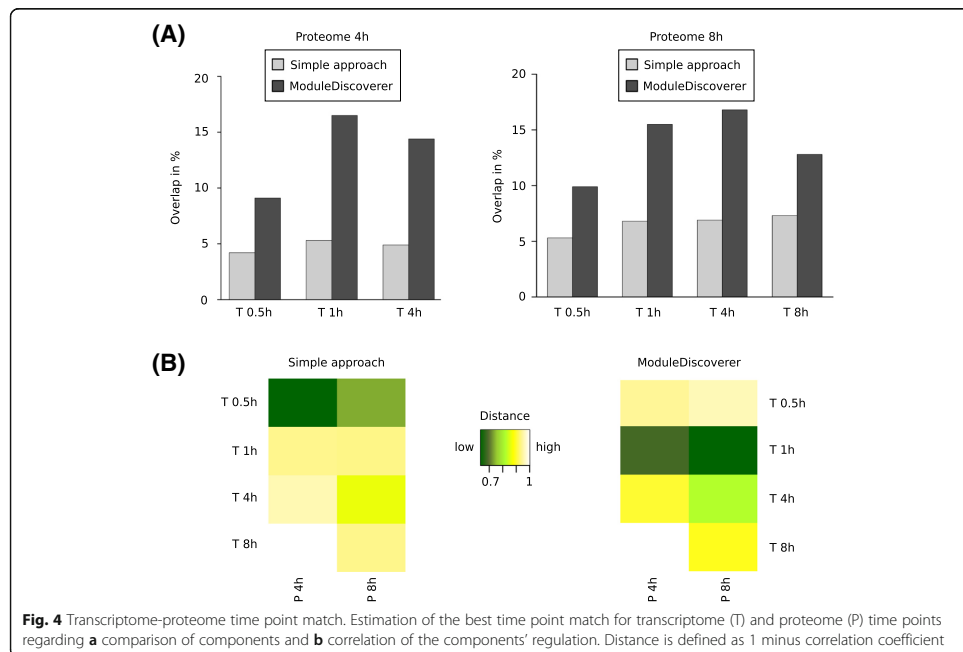 (A)
Proteome 4h
Simple approach
ModuleDiscoverer
20
15
10
5
0
Overlap in %
T 0.5h T 1h T 4h
Proteome 8h
Simple approach
ModuleDiscoverer
20
15
10
5
0
Overlap in %
T 0.5h T 1h T 4h T 8h
(B)
Simple approach
T 0.5h
T 1h
T 4h
T 8h
P 4h
P 8h
Distance
low high
0.7 1
ModuleDiscoverer
T 0.5h
T 1h
T 4h
T 8h
P 4h
P 8h
Fig. 4 Transcriptome-proteome time point match. Estimation of the best time point match for transcriptome (T) and proteome (P) time points
regarding a comparison of components and b correlation of the components' regulation. Distance is defined as 1 minus correlation coefficient